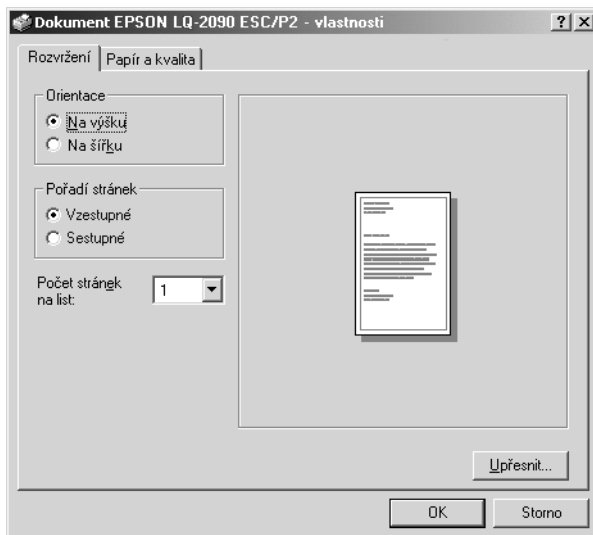 Dokument EPSON LQ-2090 ESC/P2 - vlastnosti
Rozvržení
Papír a kvalita
Orientace
Na výšku
Na šířku
Pořadí stránek
Vzestupné
Sestupné
Počet stránek
na list:
1
Upřesnit...
OK
Storno